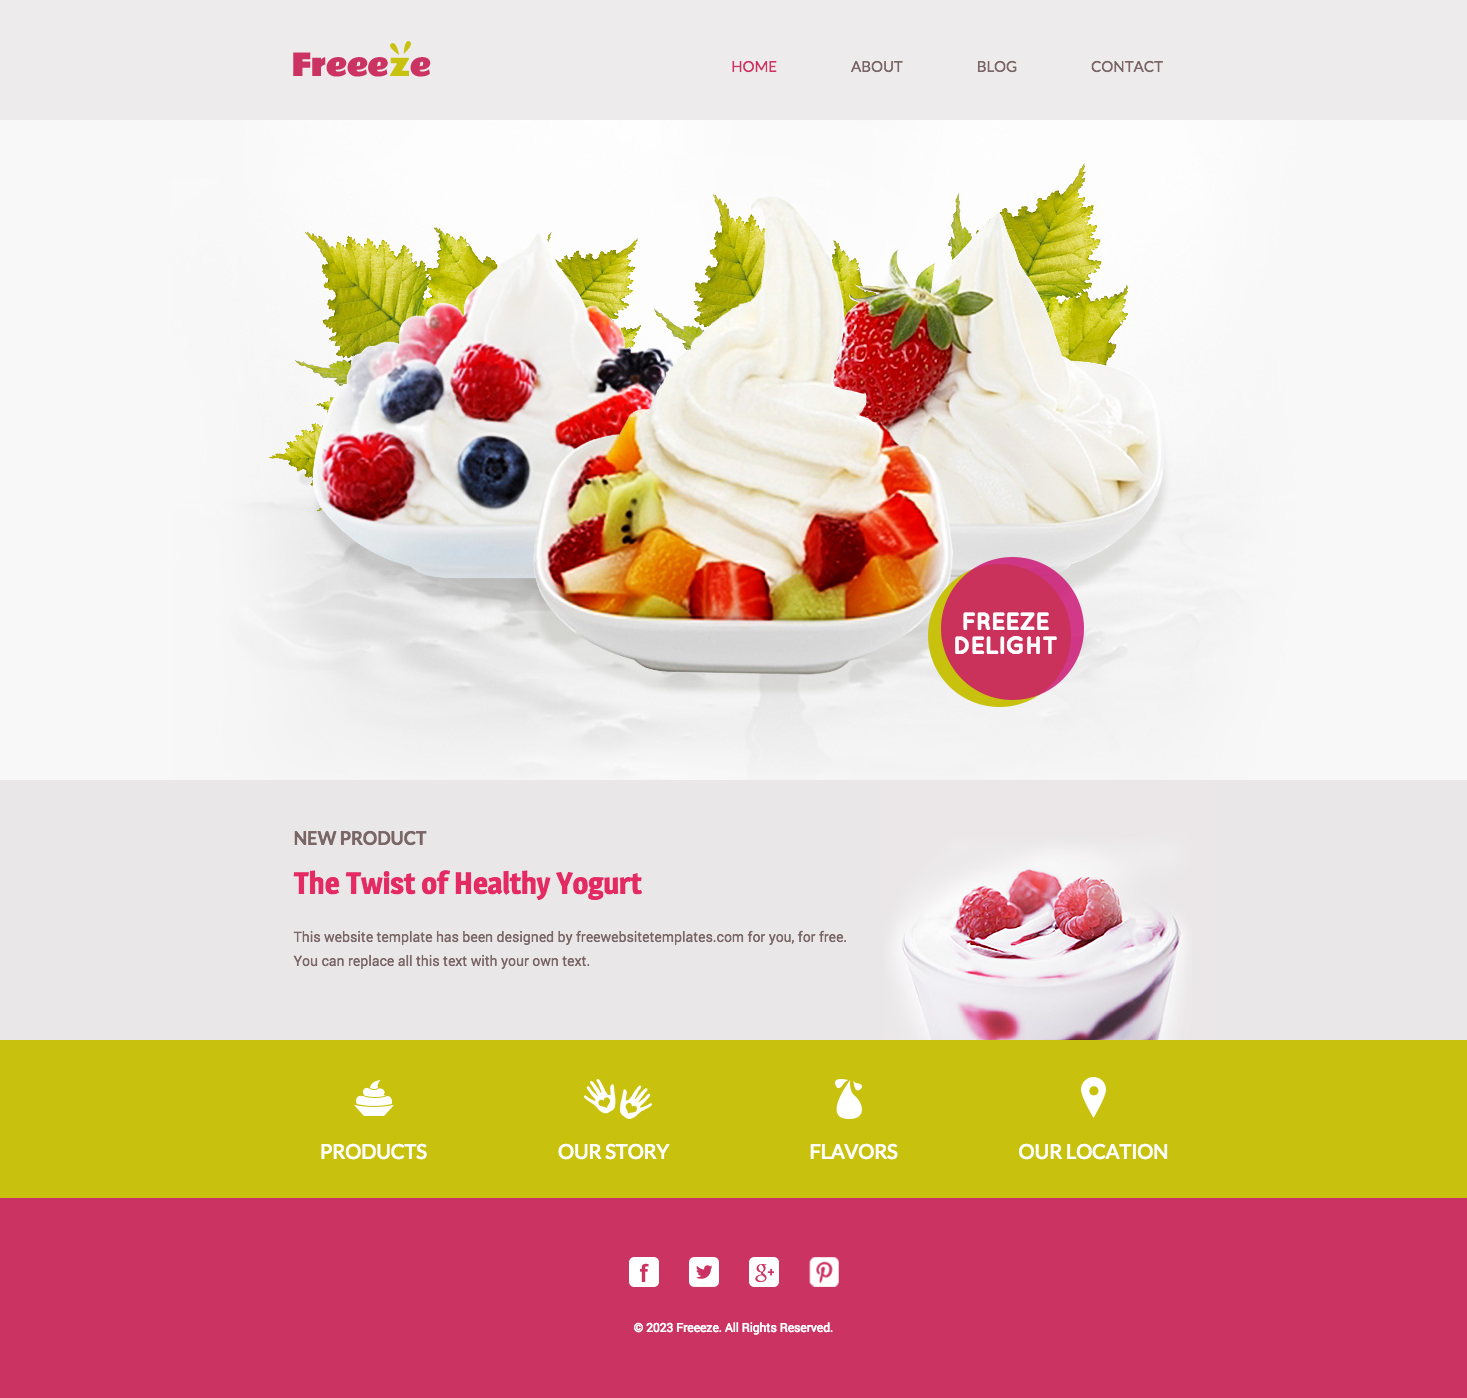 Freeeze
HOME
ABOUT
BLOG
CONTACT
FREEZE
DELIGHT
NEW PRODUCT
The Twist of Healthy Yogurt
This website template has been designed by freewebsitetemplates.com for you, for free.
You can replace all this text with your own text.
PRODUCTS
OUR STORY
FLAVORS
OUR LOCATION
© 2023 Freeeze. All Rights Reserved.